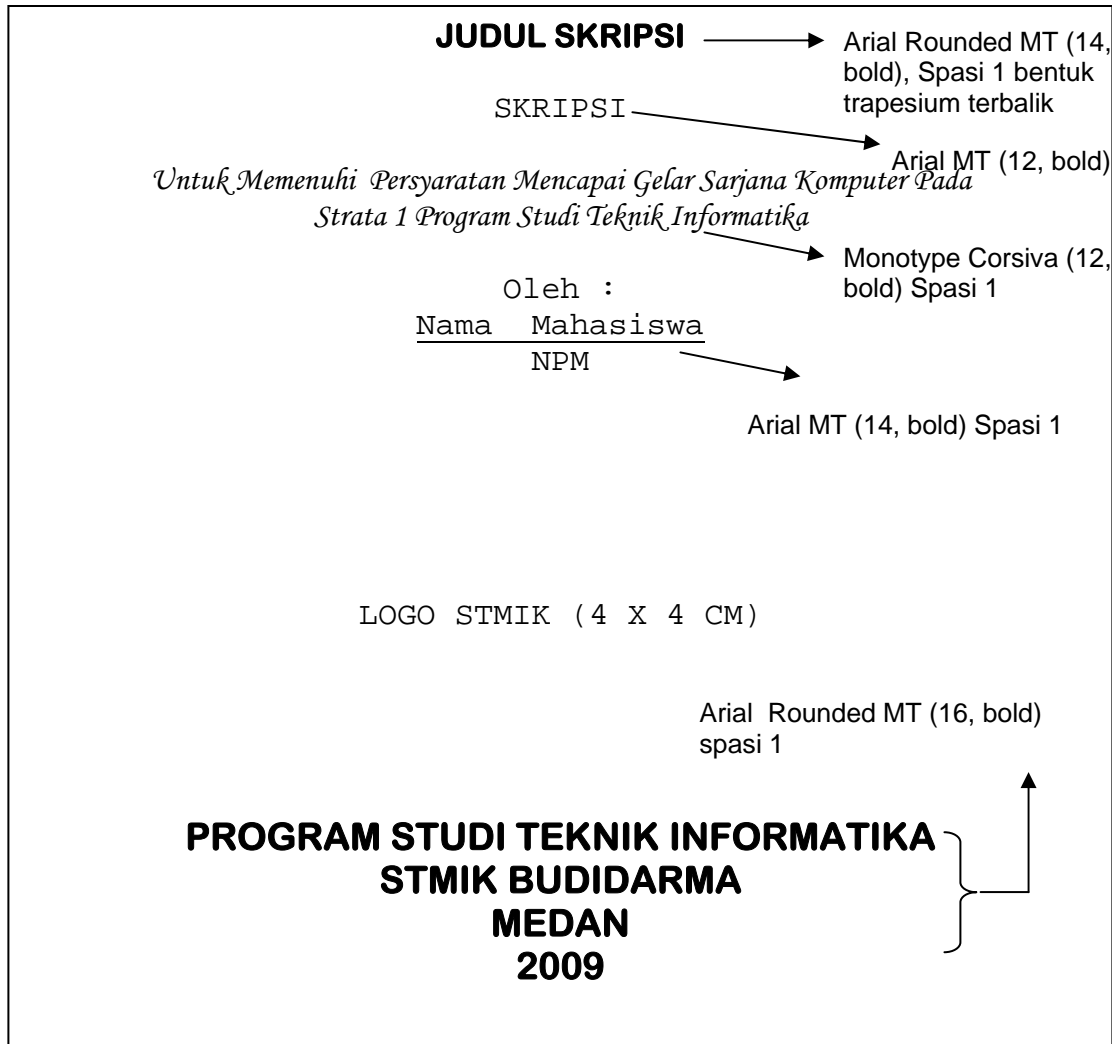 JUDUL SKRIPSI
Arial Rounded MT (14,
bold), Spasi 1 bentuk
trapesium terbalik
SKRIPSI
Arial MT (12, bold)
Untuk Memenuhi Persyaratan Mencapai Gelar Sarjana Komputer Pada
Strata 1 Program Studi Teknik Informatika
Monotype Corsiva (12,
bold) Spasi 1
Oleh :
Nama Mahasiswa
NPM
Arial MT (14, bold) Spasi 1
LOGO STMIK (4 X 4 CM)
Arial Rounded MT (16, bold)
spasi 1
PROGRAM STUDI TEKNIK INFORMATIKA
STMIK BUDIDARMA
MEDAN
2009